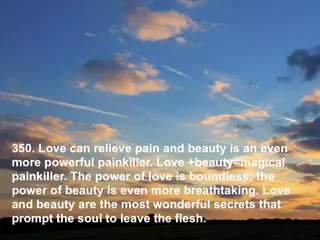 350. Love can relieve pain and beauty is an even
more powerful painkiller. Love +beauty=magical
painkiller. The power of love is boundless; the
power of beauty is even more breathtaking. Love
and beauty are the most wonderful secrets that
prompt the soul to leave the flesh.